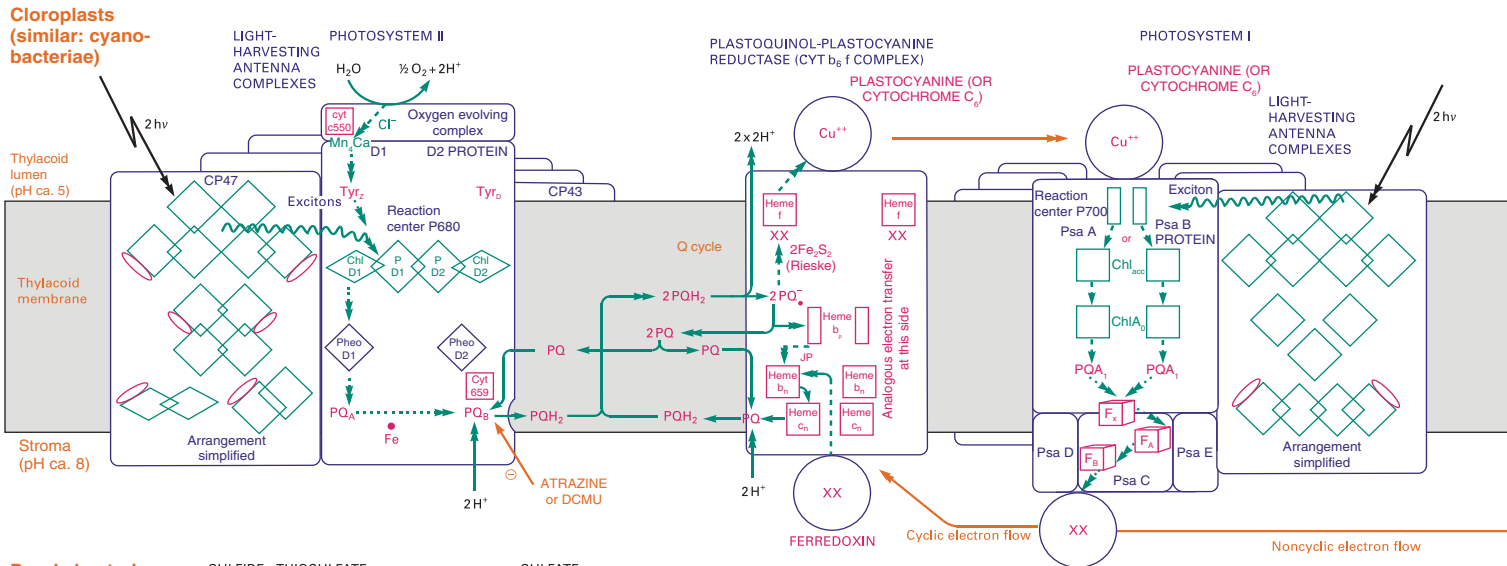 Cloroplasts
(similar: cyano-
bacteriae)
LIGHT-
HARVESTING
ANTENNA
COMPLEXES
PHOTOSYSTEM II
H2O
½ O2 + 2H+
2 hν
cyt
c550
Cl−
Oxygen evolving
complex
Mn4Ca
D1
D2 PROTEIN
Thylacoid
lumen
(pH ca. 5)
CP47
CP43
TyrZ
TyrD
Excitons
Reaction
center P680
Chl
D1
P
D1
P
D2
Chl
D2
Thylacoid
membrane
Pheo
D1
Pheo
D2
Cyt
659
PQA
PQB
Fe
Stroma
(pH ca. 8)
Arrangement
simplified
2H+
ATRAZINE
or DCMU
PLASTOQUINOL-PLASTOCYANINE
REDUCTASE (CYT b6 f COMPLEX)
PLASTOCYANINE (OR
CYTOCHROME C6)
Cu++
2 x 2H+
Q cycle
Heme
f
XX
Heme
f
XX
2Fe2S2
(Rieske)
2 PQH2
2 PQ−
2 PQ
PQ
PQ
Heme
bp
JP
Heme
bn
Heme
bn
PQH2
PQH2
PQ
Heme
cn
Heme
cn
Analogous electron transfer
at this side
2H+
XX
FERREDOXIN
PHOTOSYSTEM I
PLASTOCYANINE (OR
CYTOCHROME C6)
Cu++
LIGHT-
HARVESTING
ANTENNA
COMPLEXES
2 hν
Reaction
center P700
Exciton
Psa A
or
Psa B
PROTEIN
Chlacc
ChlA0
PQA1
PQA1
Fx
FA
FB
Psa D
Psa C
Psa E
Arrangement
simplified
XX
Cyclic electron flow
Noncyclic electron flow